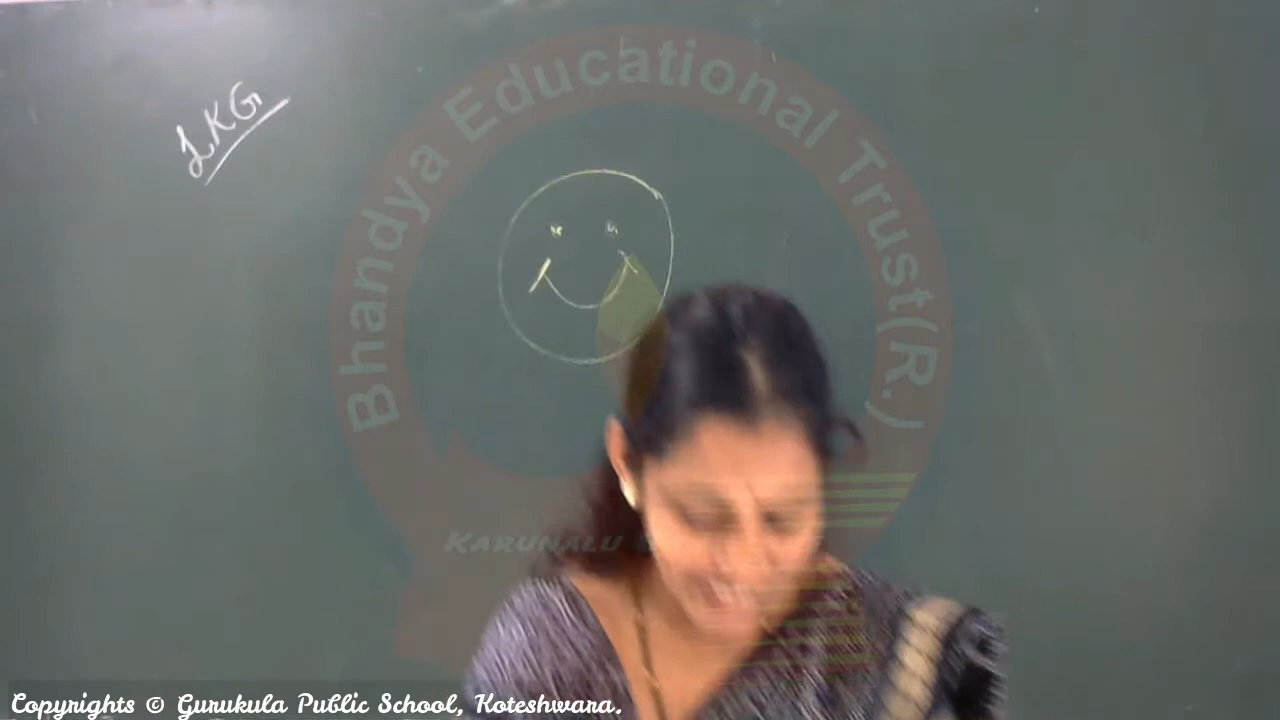 LKG
Bhandya Educational Trust(R.)
KARUNALU
Copyrights © Gurukula Public School, Koteshwara.